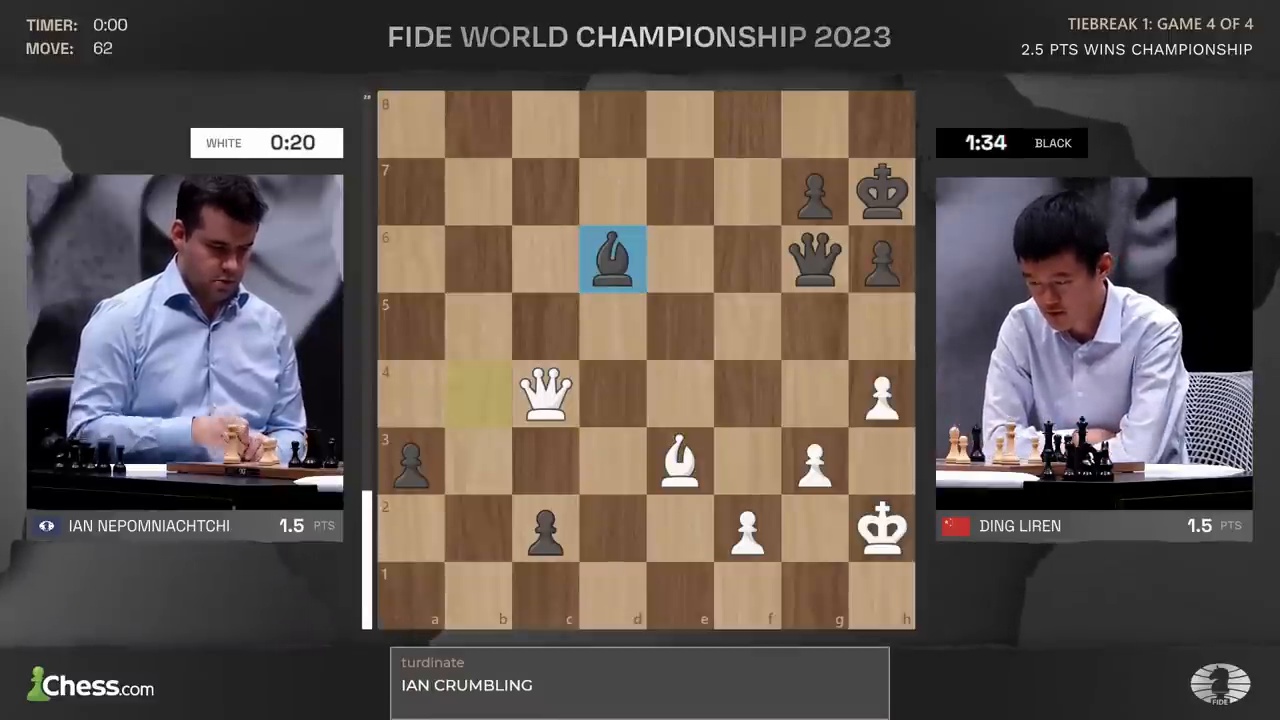 TIMER: 0:00
MOVE: 62
FIDE WORLD CHAMPIONSHIP 2023
TIEBREAK 1: GAME 4 OF 4
2.5 PTS WINS CHAMPIONSHIP
WHITE 0:20
1:34 BLACK
8
7
6
5
4
3
2
1
a b c d e f g h
IAN NEPOMNIACHTCHI 1.5 PTS
DING LIREN 1.5 PTS
turdinate
IAN CRUMBLING
Chess.com
FIDE